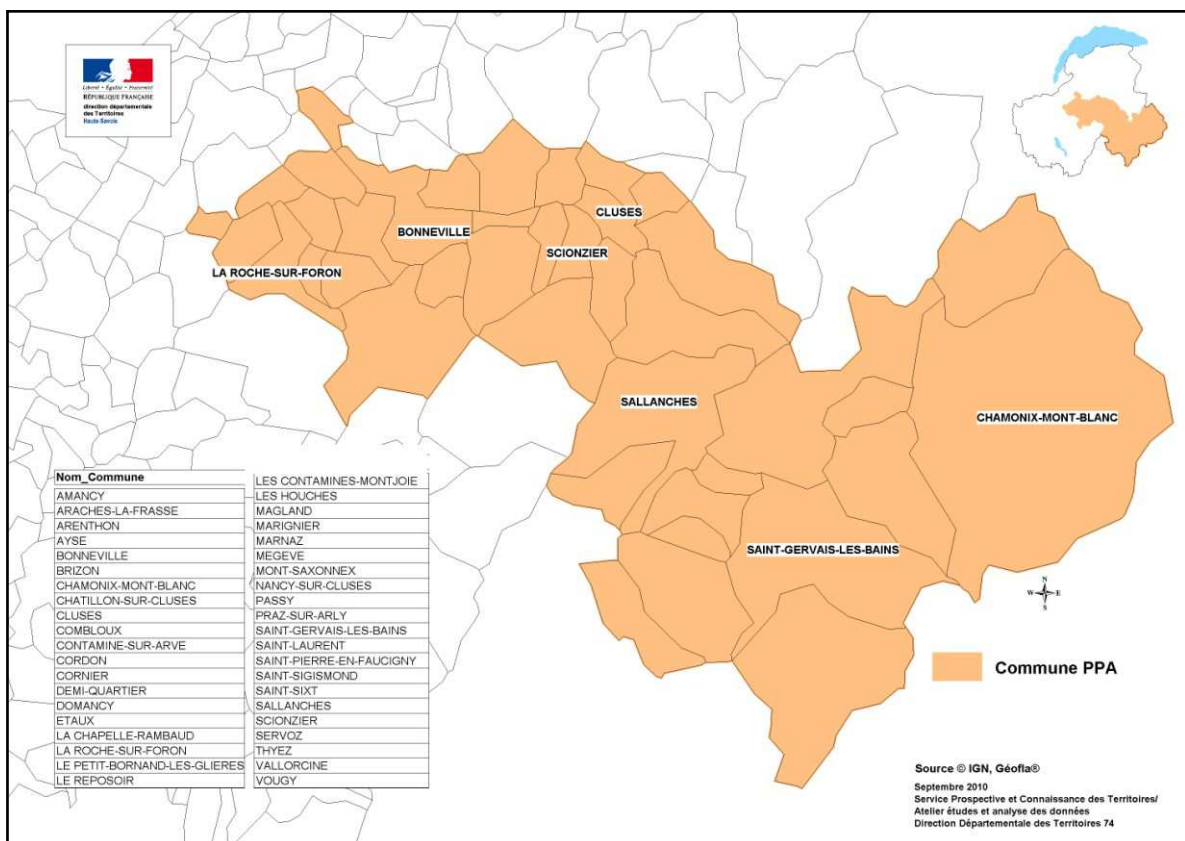 Liberté • Égalité • Fraternité
RÉPUBLIQUE FRANÇAISE
direction départementale
des Territoires
Haute-Savoie
CLUSES
BONNEVILLE
SCIONZIER
LA ROCHE-SUR-FORON
SALLANCHES
CHAMONIX-MONT-BLANC
SAINT-GERVAIS-LES-BAINS
Nom_Commune
AMANCY
ARACHES-LA-FRASSE
ARENTHON
AYSE
BONNEVILLE
BRIZON
CHAMONIX-MONT-BLANC
CHATILLON-SUR-CLUSES
CLUSES
COMBLOUX
CONTAMINE-SUR-ARVE
CORDON
CORNIER
DEMI-QUARTIER
DOMANCY
ETAUX
LA CHAPELLE-RAMBAUD
LA ROCHE-SUR-FORON
LE PETIT-BORNAND-LES-GLIERES
LE REPOSOIR
LES CONTAMINES-MONTJOIE
LES HOUCHES
MAGLAND
MARIGNIER
MARNAZ
MEGEVE
MONT-SAXONNEX
NANCY-SUR-CLUSES
PASSY
PRAZ-SUR-ARLY
SAINT-GERVAIS-LES-BAINS
SAINT-LAURENT
SAINT-PIERRE-EN-FAUCIGNY
SAINT-SIGISMOND
SAINT-SIXT
SALLANCHES
SCIONZIER
SERVOZ
THYEZ
VALLORCINE
VOUGY
N
W E
S
Commune PPA
Source © IGN, Géofla®
Septembre 2010
Service Prospective et Connaissance des Territoires/
Atelier études et analyse des données
Direction Départementale des Territoires 74